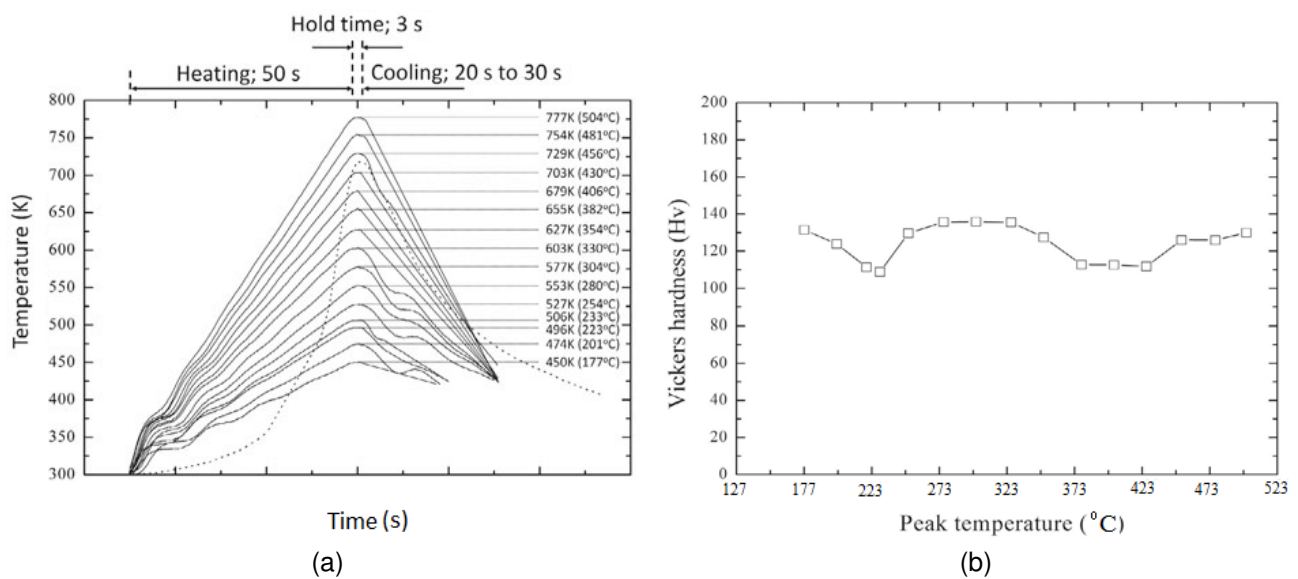 Hold time; 3 s
Heating; 50 s
Cooling; 20 s to 30 s
800
750
700
650
600
550
500
450
400
350
300
Temperature (K)
777K (504°C)
754K (481°C)
729K (456°C)
703K (430°C)
679K (406°C)
655K (382°C)
627K (354°C)
603K (330°C)
577K (304°C)
553K (280°C)
527K (254°C)
506K (233°C)
496K (223°C)
474K (201°C)
450K (177°C)
Time (s)
(a)
200
180
160
140
120
100
80
60
40
20
0
Vickers hardness (Hv)
127 177 223 273 323 373 423 473 523
Peak temperature (°C)
(b)